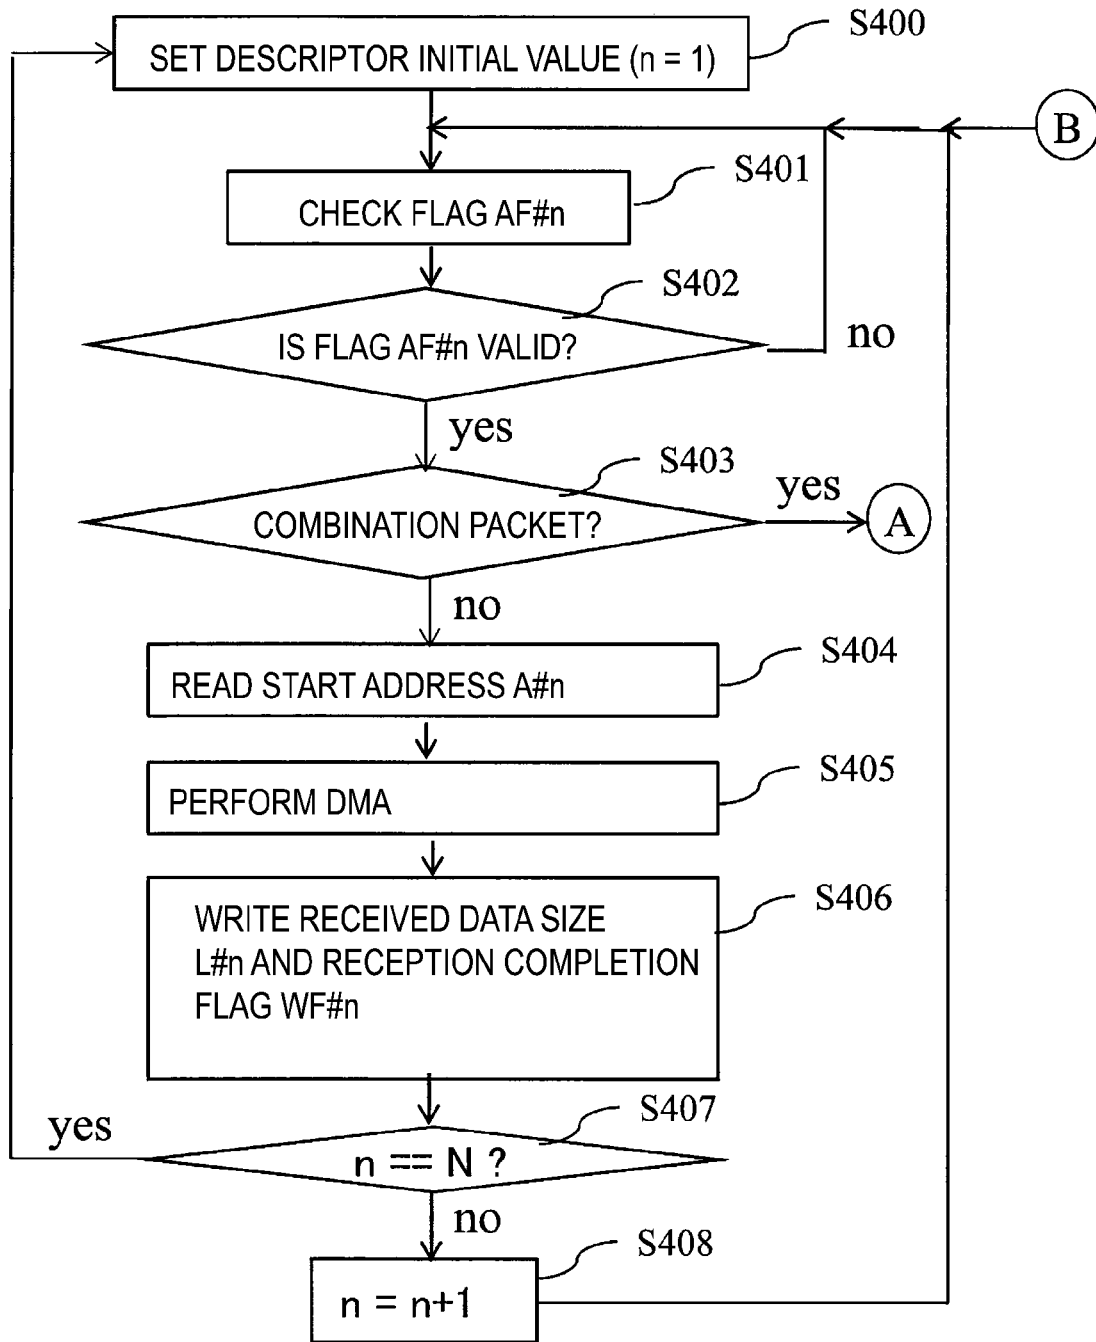 S400
SET DESCRIPTOR INITIAL VALUE (n = 1)
B
S401
CHECK FLAG AF#n
S402
IS FLAG AF#n VALID?
no
yes
S403
COMBINATION PACKET?
yes
A
no
S404
READ START ADDRESS A#n
S405
PERFORM DMA
S406
WRITE RECEIVED DATA SIZE
L#n AND RECEPTION COMPLETION
FLAG WF#n
S407
yes
n == N ?
no
S408
n = n+1